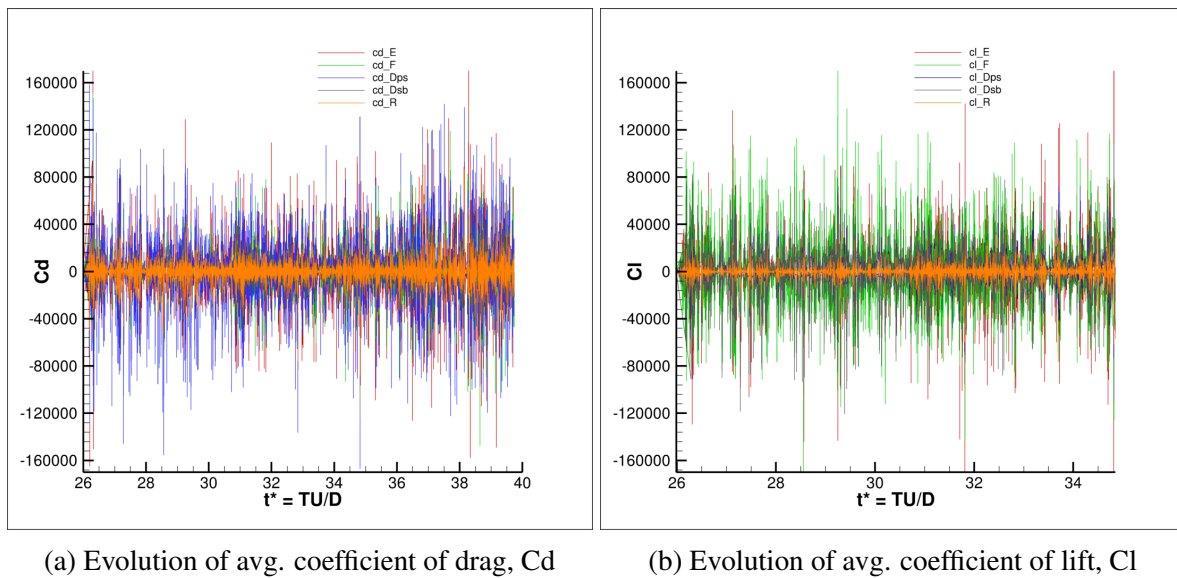 cd_E
cd_F
cd_Dps
cd_Dsb
cd_R
160000
120000
80000
40000
0
-40000
-80000
-120000
-160000
Cd
26 28 30 32 34 36 38 40
t* = TU/D
cl_E
cl_F
cl_Dps
cl_Dsb
cl_R
160000
120000
80000
40000
0
-40000
-80000
-120000
-160000
Cl
26 28 30 32 34
t* = TU/D
(a) Evolution of avg. coefficient of drag, Cd
(b) Evolution of avg. coefficient of lift, Cl